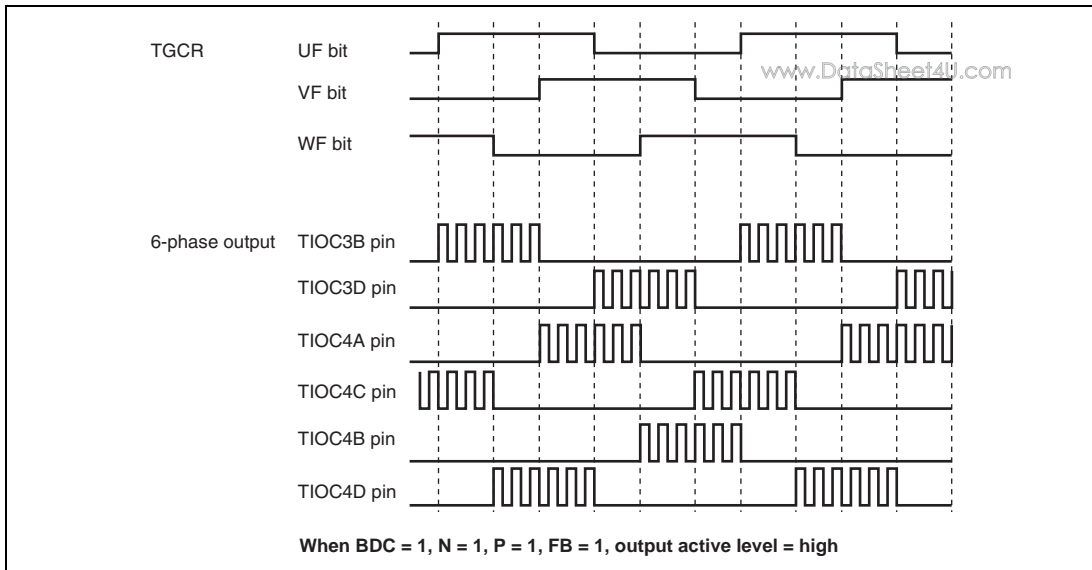 TGCR UF bit
www.DataSheet4U.com
VF bit
WF bit
6-phase output TIOC3B pin
TIOC3D pin
TIOC4A pin
TIOC4C pin
TIOC4B pin
TIOC4D pin
When BDC = 1, N = 1, P = 1, FB = 1, output active level = high